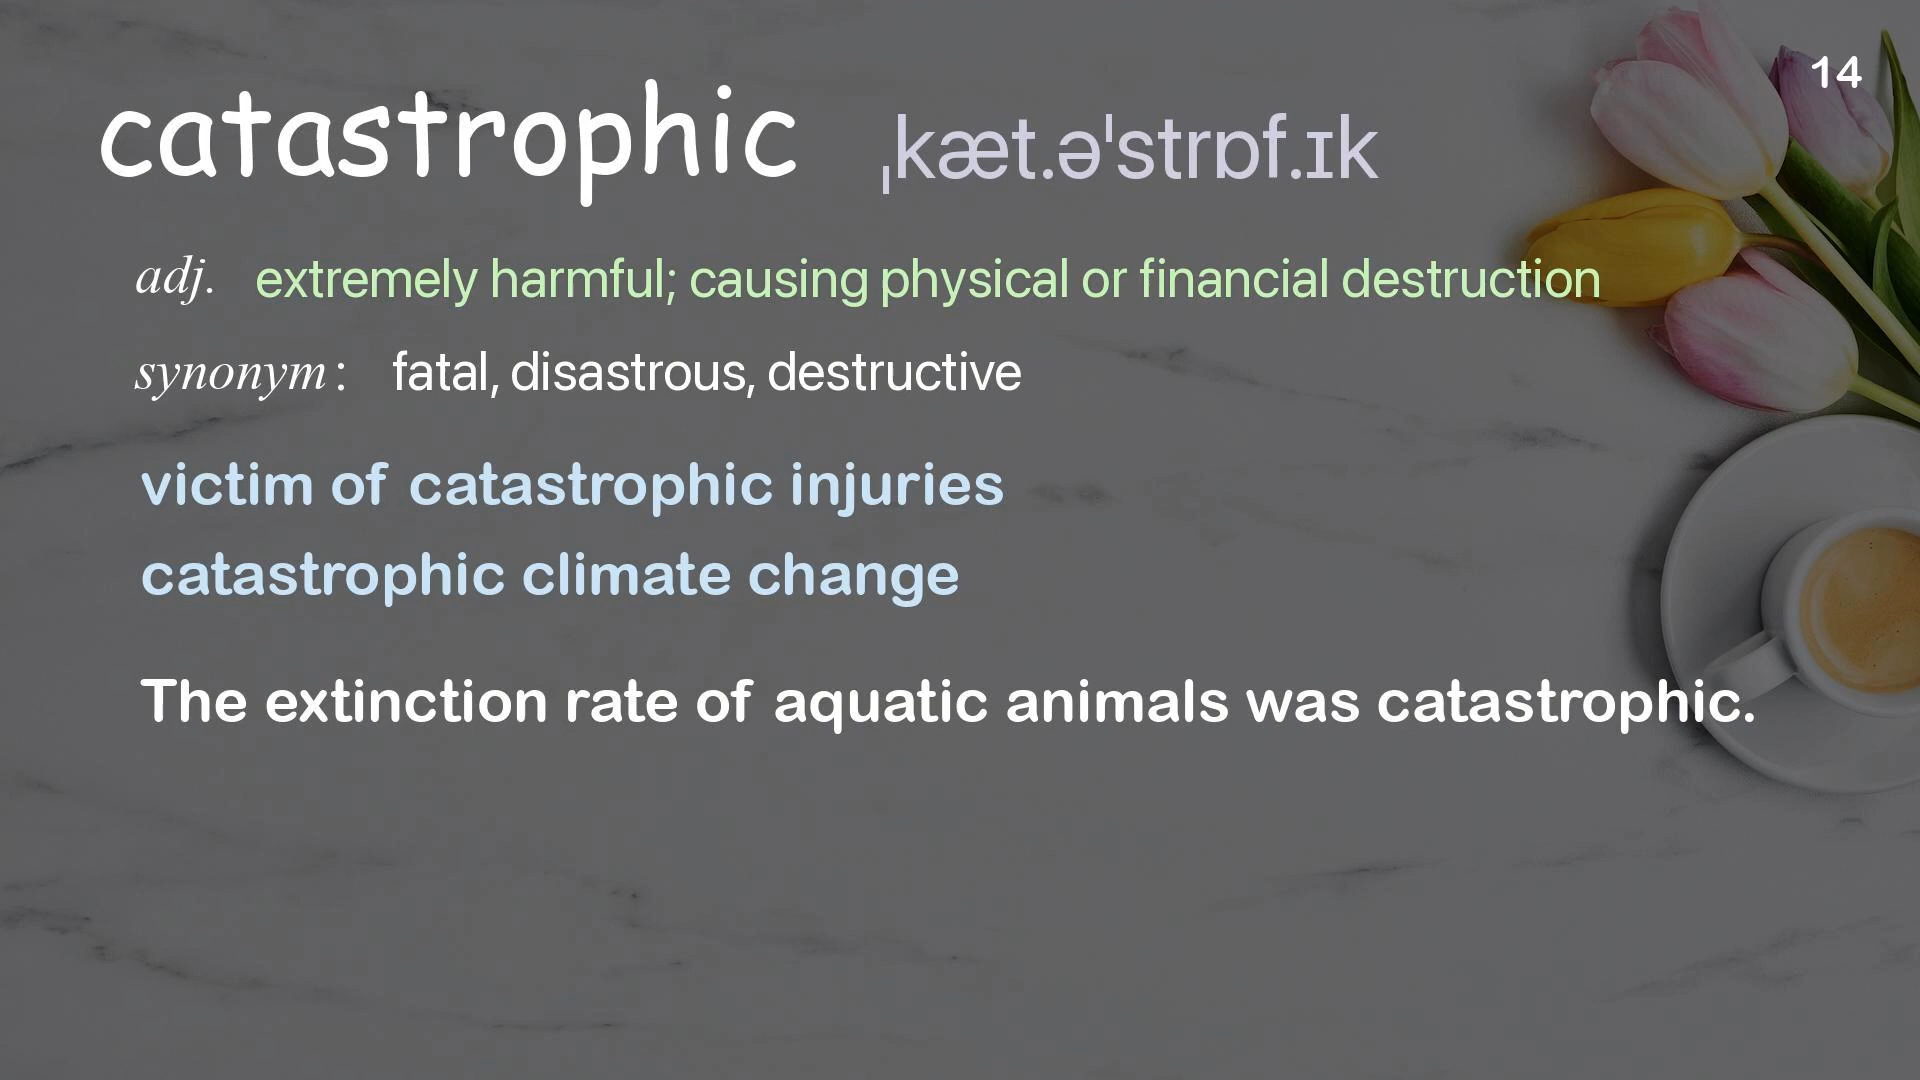 14
catastrophic ˌkæt.əˈstrɒf.ɪk
adj. extremely harmful; causing physical or financial destruction
synonym : fatal, disastrous, destructive
victim of catastrophic injuries
catastrophic climate change
The extinction rate of aquatic animals was catastrophic.